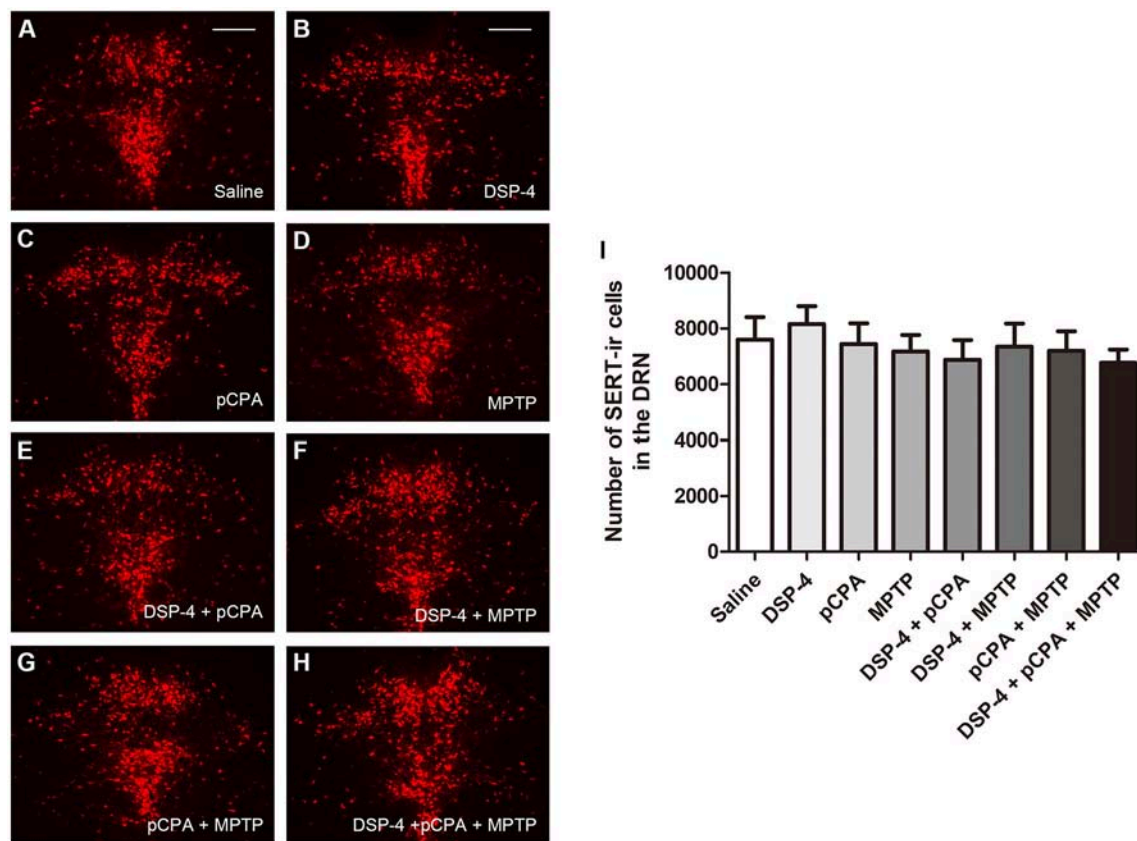 A
B
Saline
DSP-4
C
D
pCPA
MPTP
E
F
DSP-4 + pCPA
DSP-4 + MPTP
G
H
pCPA + MPTP
DSP-4 +pCPA + MPTP
I
Number of SERT-ir cells
in the DRN
10000
8000
6000
4000
2000
0
Saline
DSP-4
pCPA
MPTP
DSP-4 + pCPA
DSP-4 + MPTP
pCPA + MPTP
DSP-4 + pCPA + MPTP